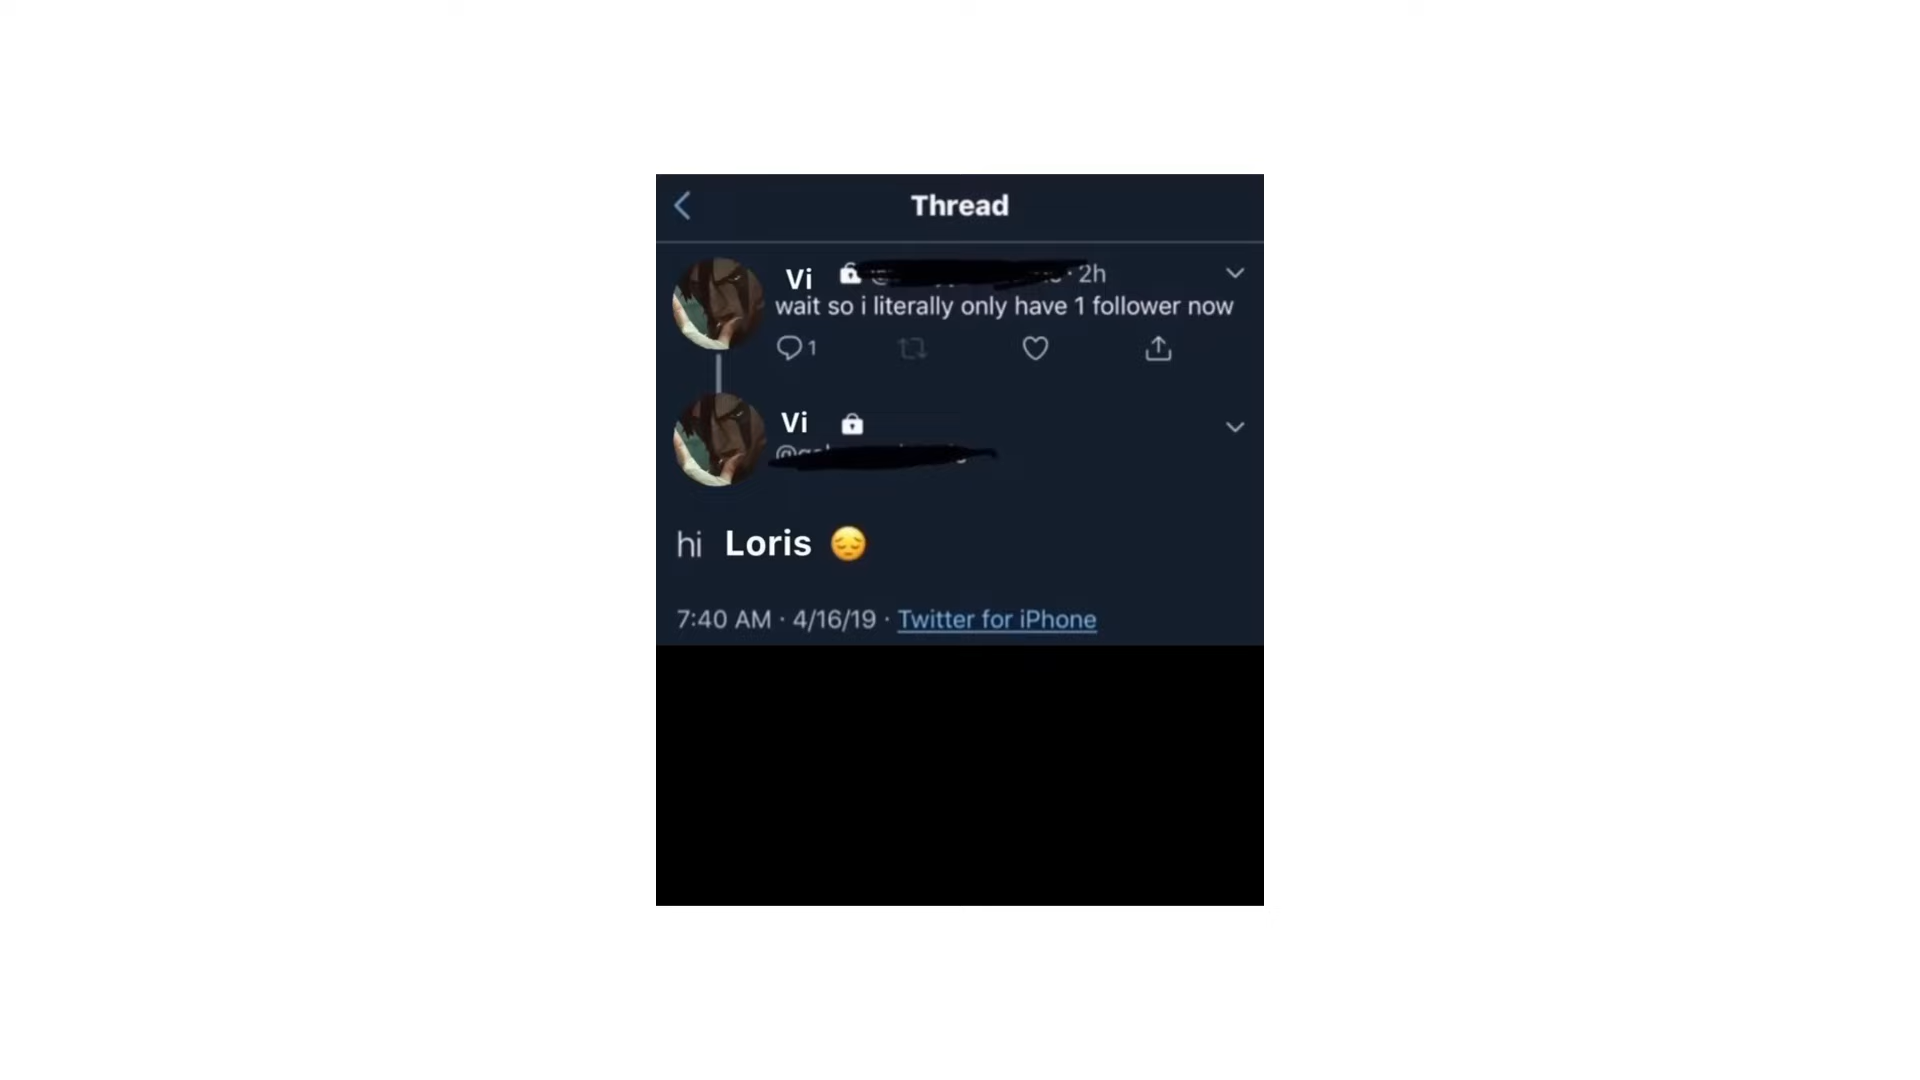 Thread
Vi · 2h
wait so i literally only have 1 follower now
1
Vi
hi Loris 😔
7:40 AM · 4/16/19 · Twitter for iPhone